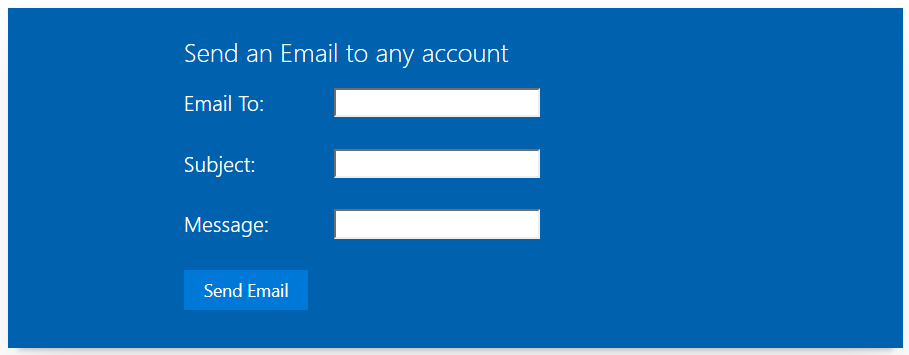 Send an Email to any account
Email To:
Subject:
Message:
Send Email